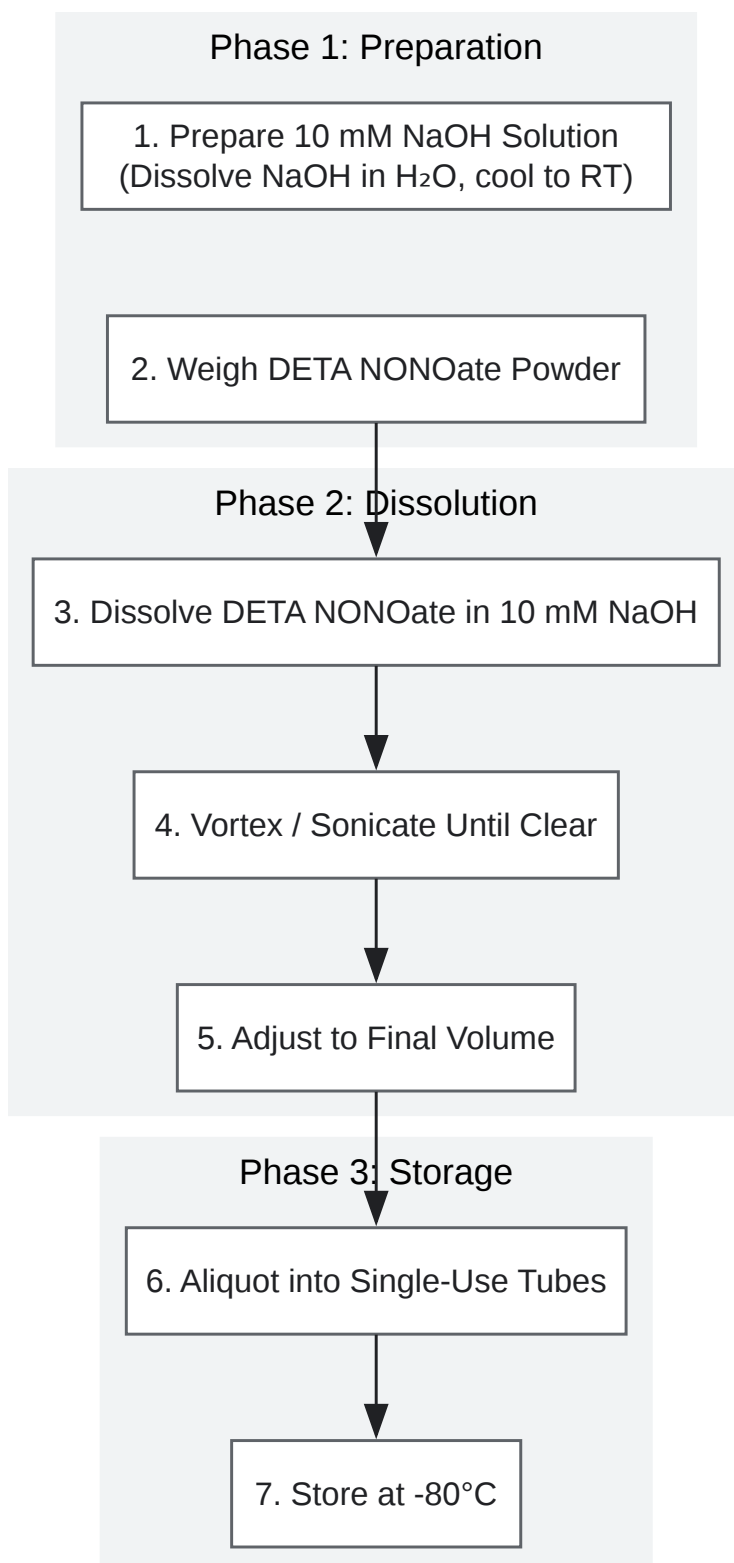 Phase 1: Preparation
1. Prepare 10 mM NaOH Solution
(Dissolve NaOH in H₂O, cool to RT)
2. Weigh DETA NONOate Powder
Phase 2: Dissolution
3. Dissolve DETA NONOate in 10 mM NaOH
4. Vortex / Sonicate Until Clear
5. Adjust to Final Volume
Phase 3: Storage
6. Aliquot into Single-Use Tubes
7. Store at -80°C